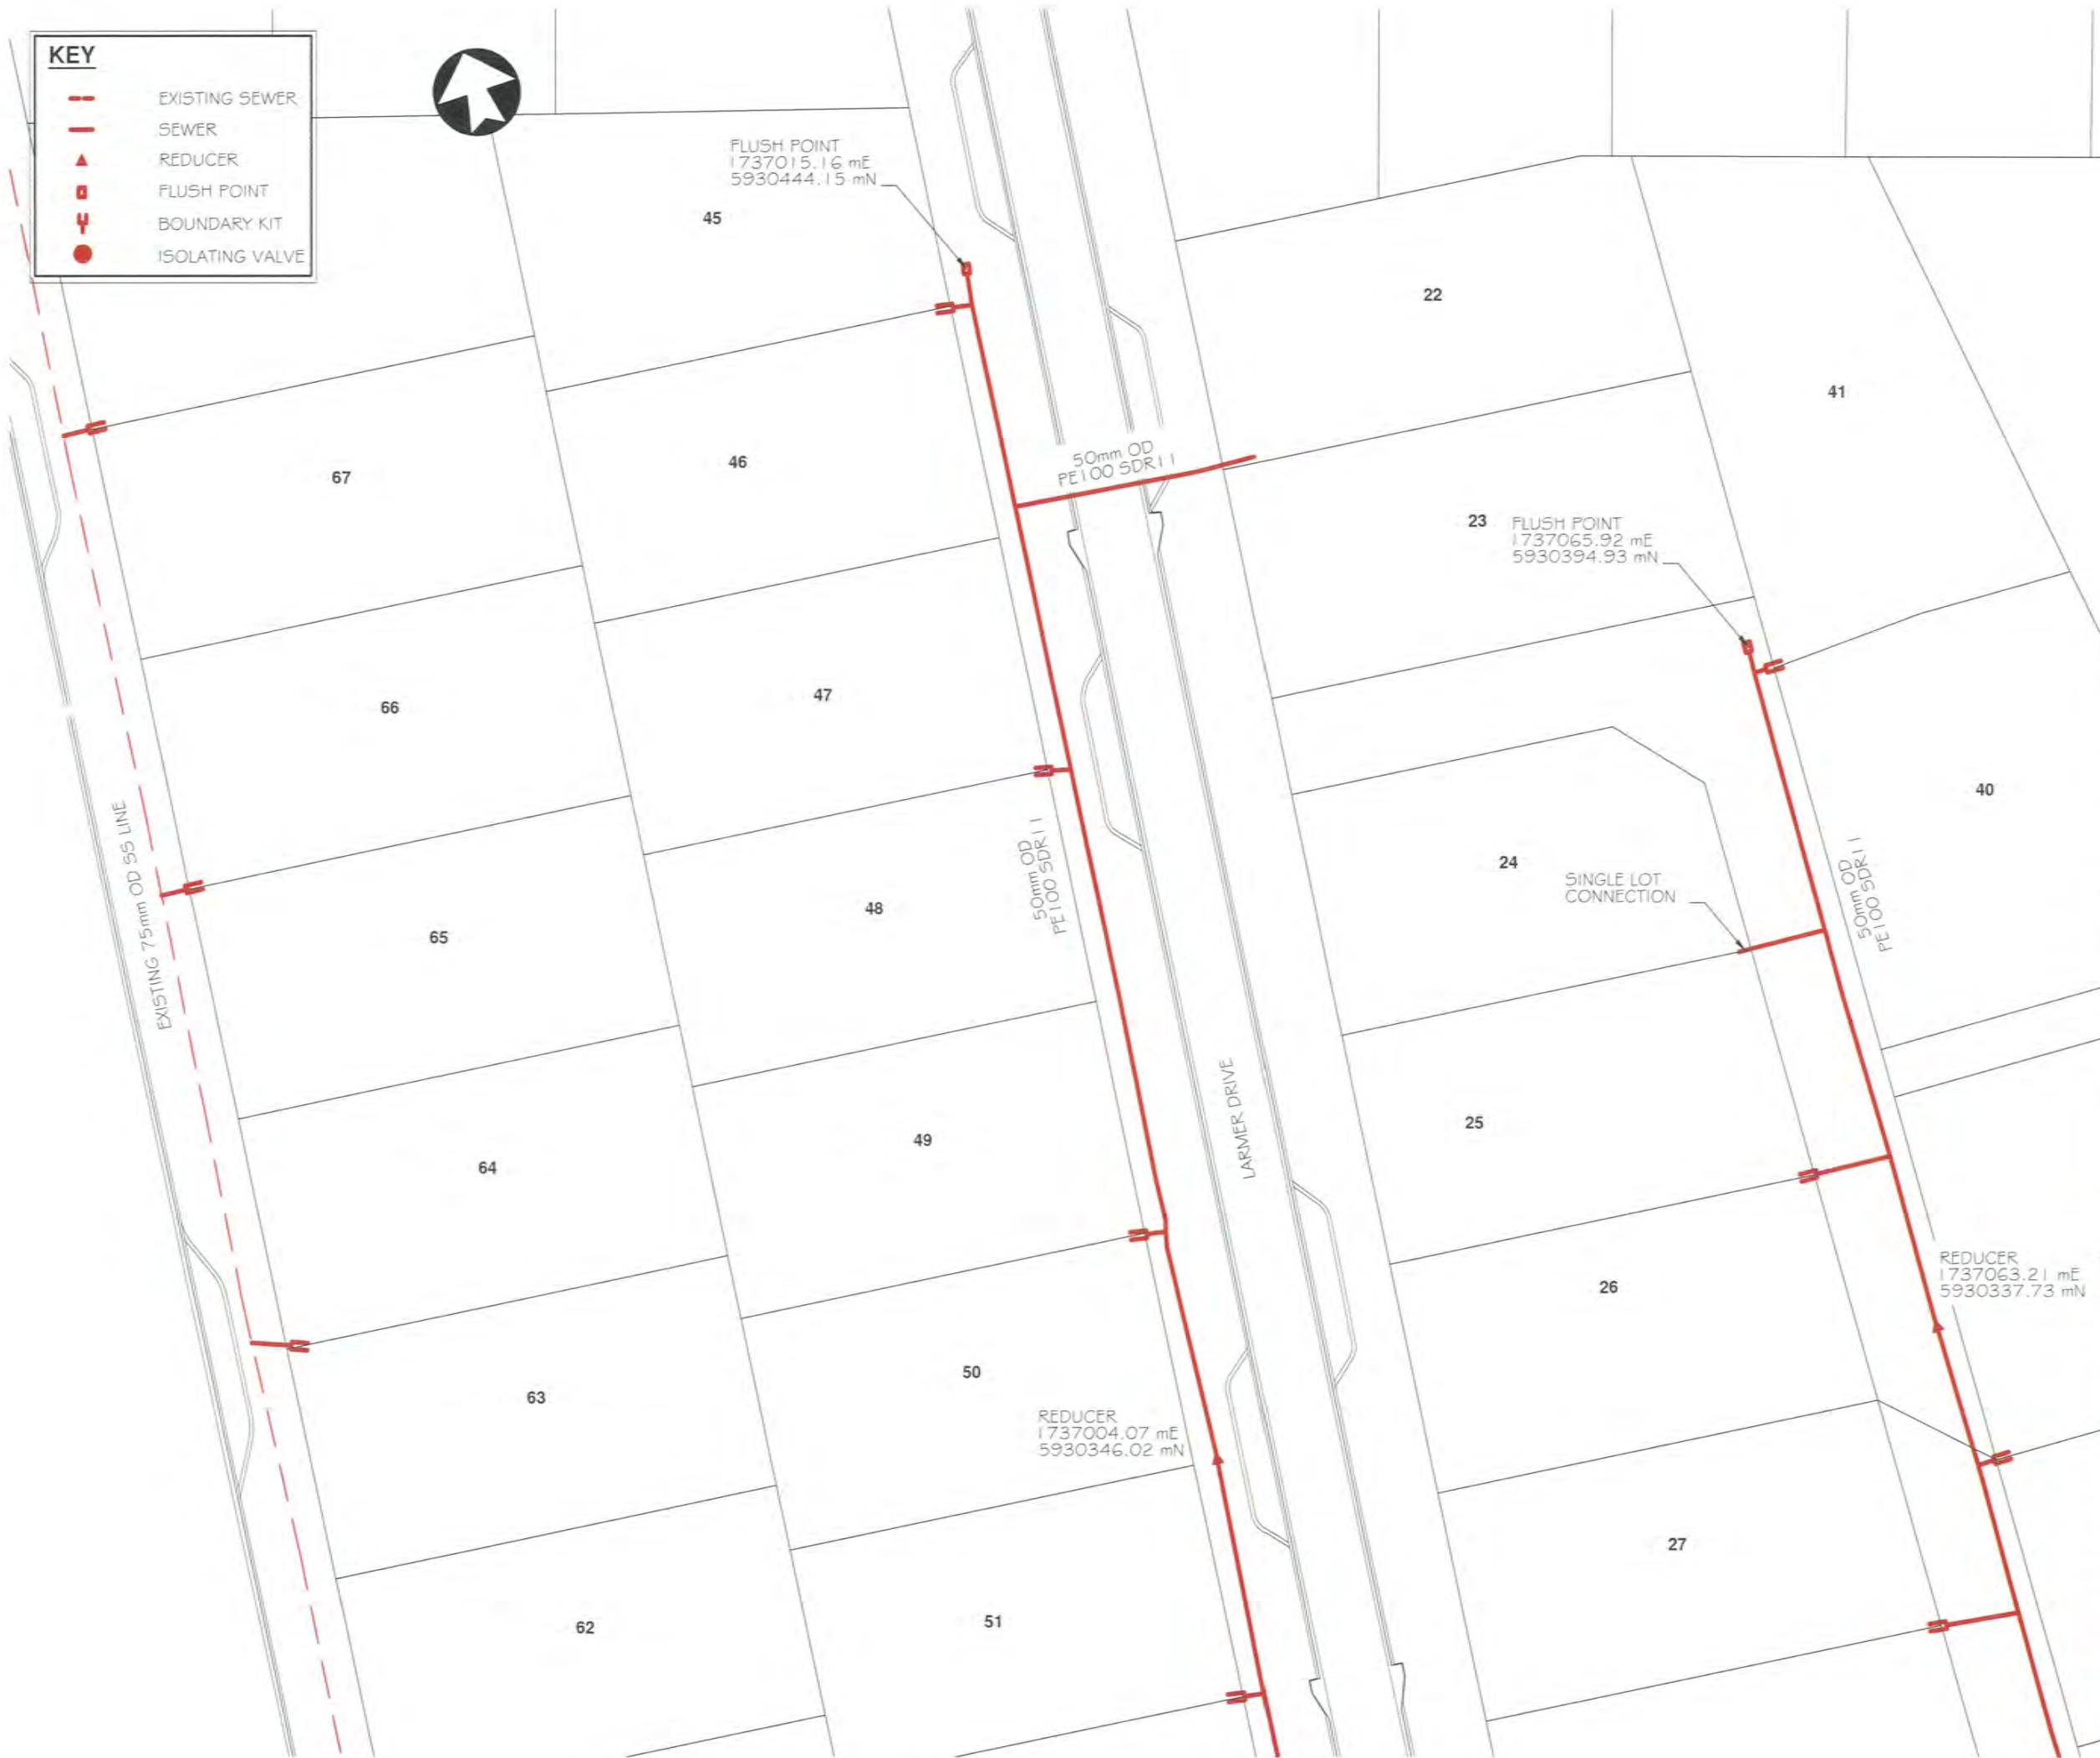 KEY
EXISTING SEWER
SEWER
REDUCER
FLUSH POINT
BOUNDARY KIT
ISOLATING VALVE
FLUSH POINT
1737015.16 mE
5930444.15 mN
45
22
41
67
46
50mm OD
PE100 SDR11
23
FLUSH POINT
1737065.92 mE
5930394.93 mN
66
47
40
EXISTING 75mm OD SS LINE
65
48
50mm OD
PE100 SDR11
24
SINGLE LOT
CONNECTION
50mm OD
PE100 SDR11
64
49
LARMER DRIVE
25
26
REDUCER
1737063.21 mE
5930337.73 mN
63
50
REDUCER
1737004.07 mE
5930346.02 mN
27
62
51